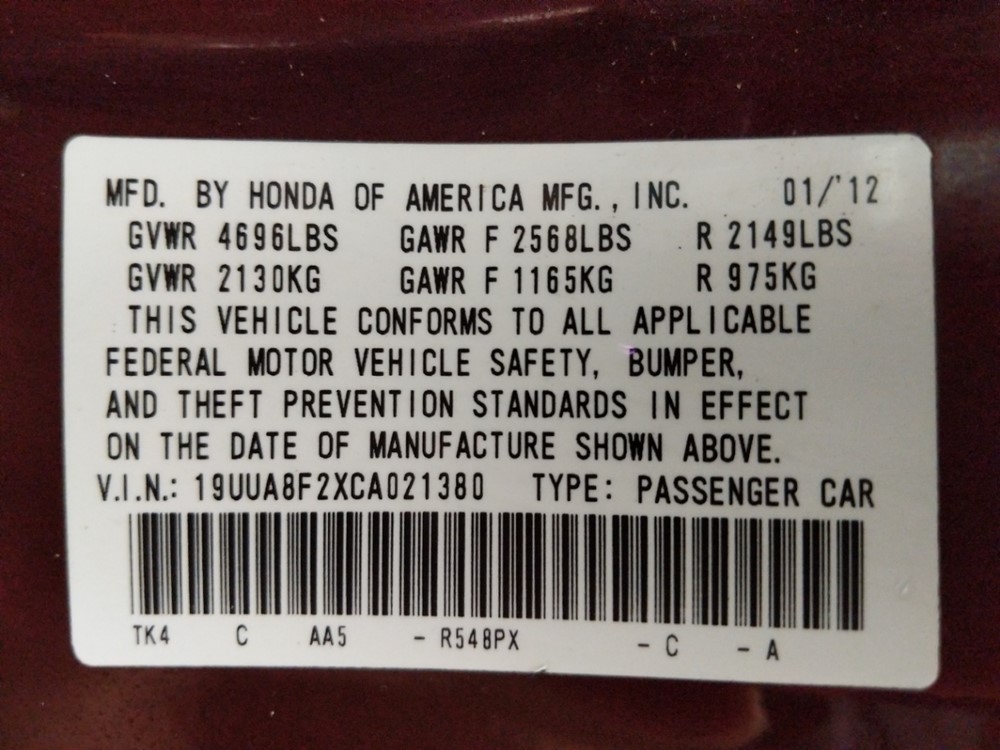 MFD. BY HONDA OF AMERICA MFG., INC. 01/'12
GVWR 4696LBS GAWR F 2568LBS R 2149LBS
GVWR 2130KG GAWR F 1165KG R 975KG
THIS VEHICLE CONFORMS TO ALL APPLICABLE
FEDERAL MOTOR VEHICLE SAFETY, BUMPER,
AND THEFT PREVENTION STANDARDS IN EFFECT
ON THE DATE OF MANUFACTURE SHOWN ABOVE.
V.I.N.: 19UUA8F2XCA021380 TYPE: PASSENGER CAR
TK4 C AA5 - R548PX - C - A